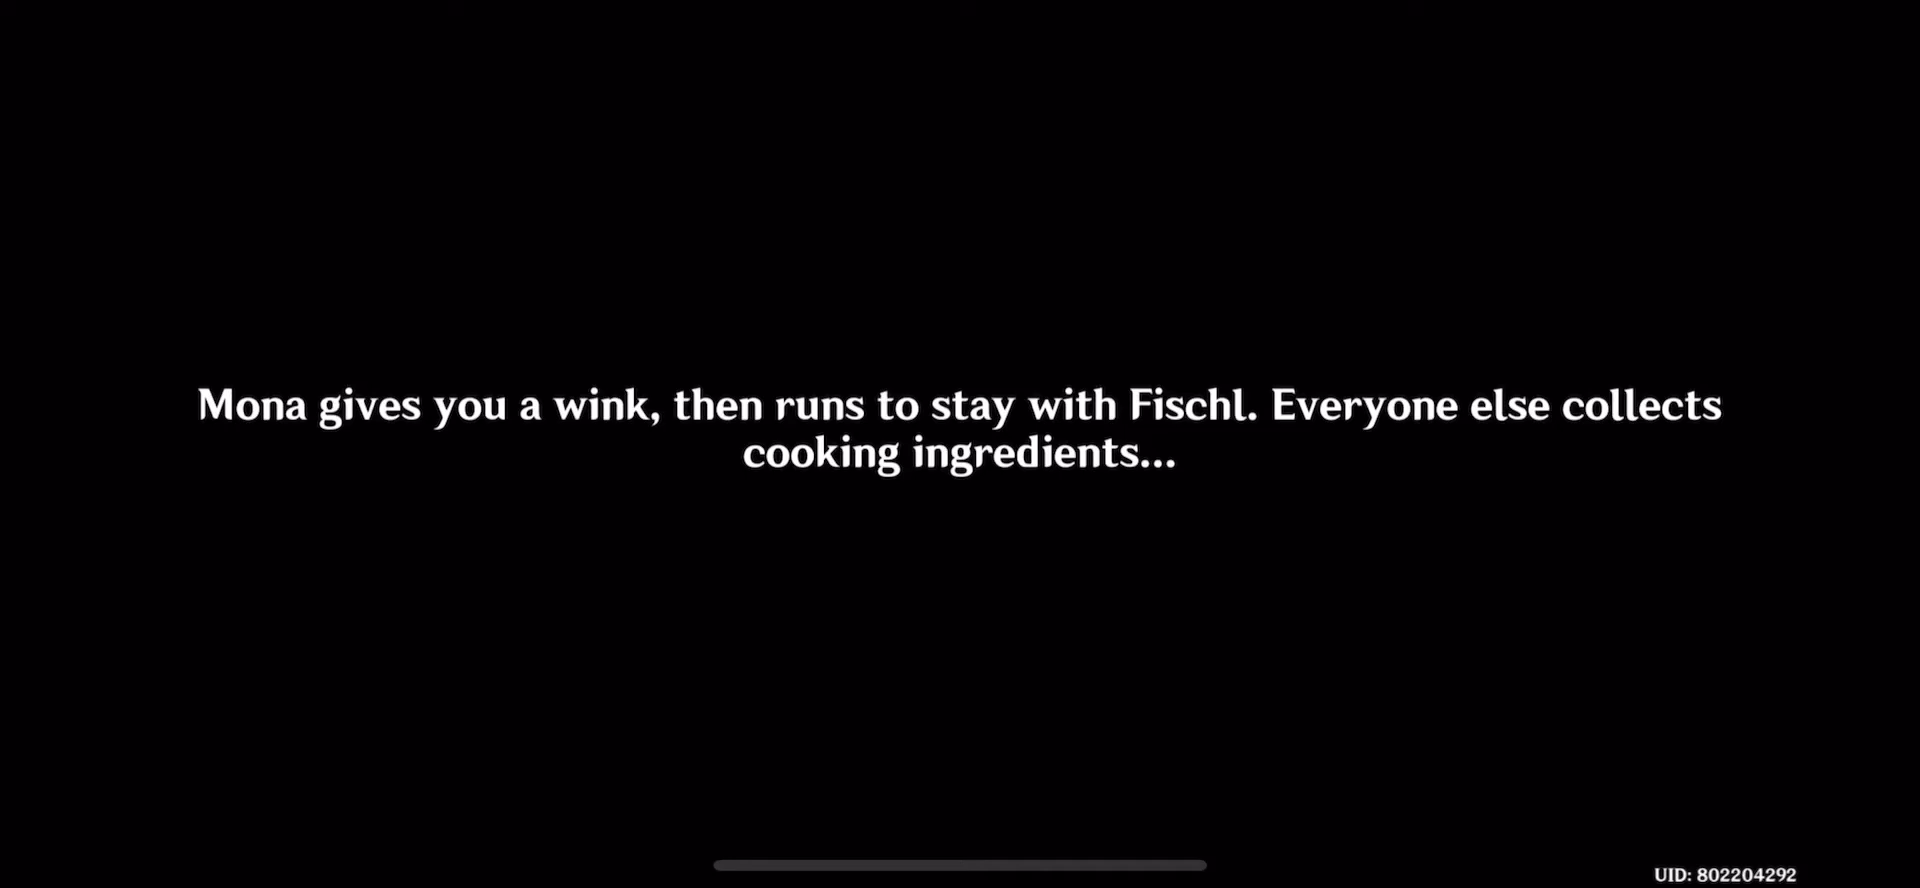 Mona gives you a wink, then runs to stay with Fischl. Everyone else collects
cooking ingredients...
UID: 802204292